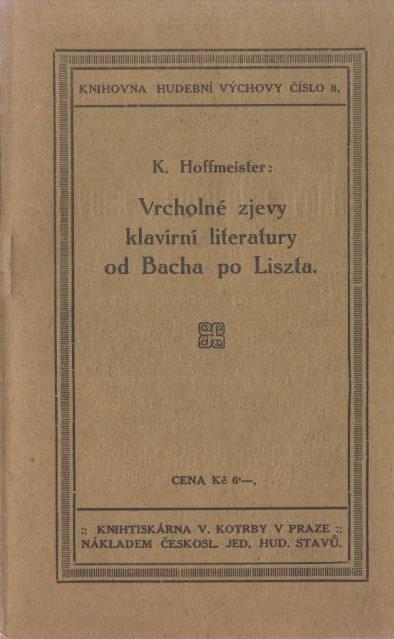 KNIHOVNA HUDEBNÍ VÝCHOVY ČÍSLO 8.
K. Hoffmeister:
Vrcholné zjevy
klavírní literatury
od Bacha po Liszta.
CENA Kč 6·—.
:: KNIHTISKÁRNA V. KOTRBY V PRAZE ::
NÁKLADEM ČESKOSL. JED. HUD. STAVŮ.